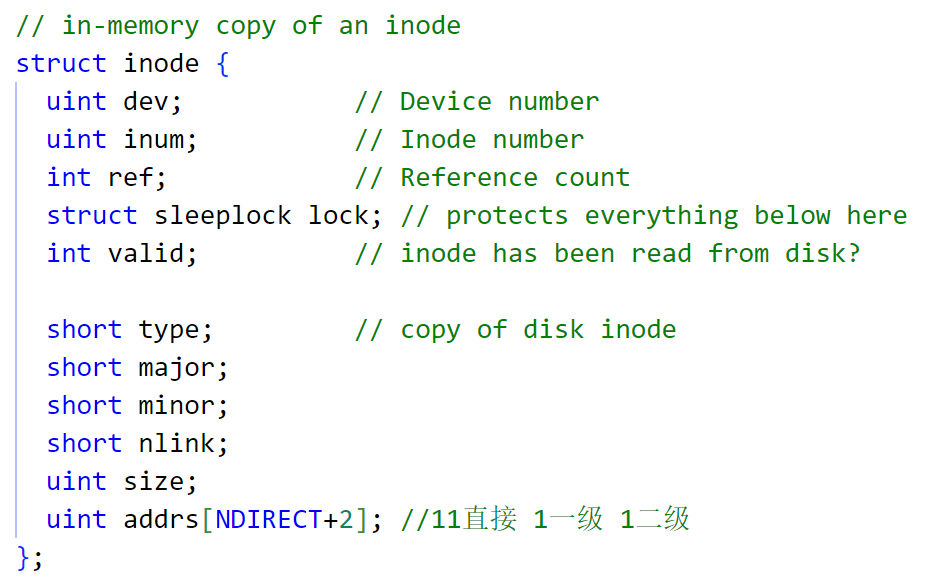 // in-memory copy of an inode
struct inode {
  uint dev;           // Device number
  uint inum;          // Inode number
  int ref;            // Reference count
  struct sleeplock lock; // protects everything below here
  int valid;          // inode has been read from disk?

  short type;         // copy of disk inode
  short major;
  short minor;
  short nlink;
  uint size;
  uint addrs[NDIRECT+2]; //11直接 1一级 1二级
};